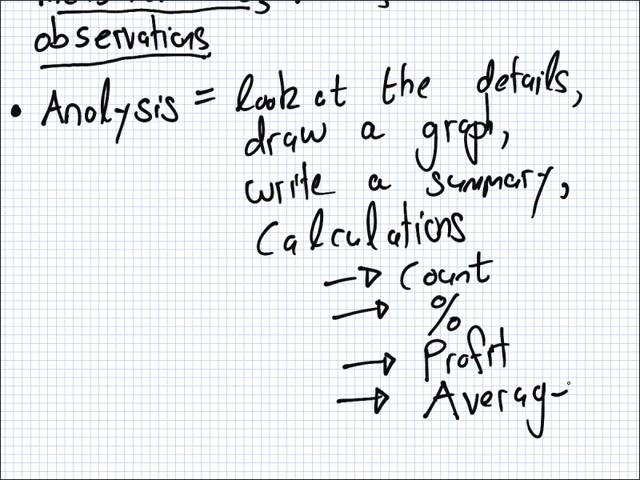 observations
• Analysis = look at the details,
draw a graph,
write a summary,
Calculations
→ Count
→ %
→ Profit
→ Averag